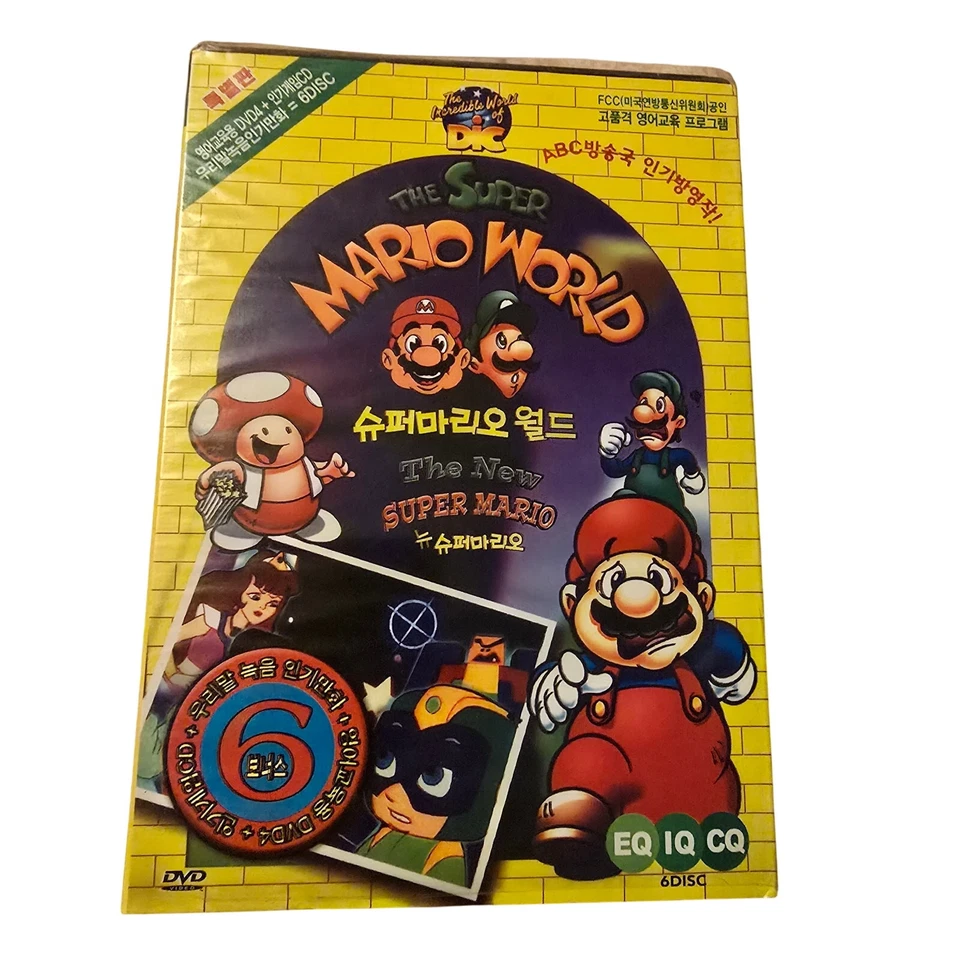 특별판
영어교육용 DVD4 + 인기게임CD
우리말녹음인기만화 = 6DISC
The
Incredible World
of
DiC
FCC(미국연방통신위원회)공인
고품격 영어교육 프로그램
ABC방송국 인기방영작!
THE SUPER
MARIO WORLD
M
슈퍼마리오 월드
The New
SUPER MARIO
뉴 슈퍼마리오
우리말 녹음 인기만화 + 영어교육용 DVD4 + 인기게임CD +
6
보너스
EQ IQ CQ
6DISC
DVD
VIDEO